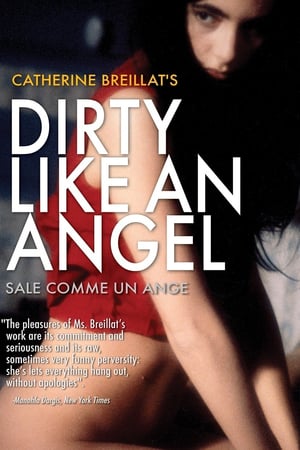 CATHERINE BREILLAT'S
DIRTY
LIKE AN
ANGEL
SALE COMME UN ANGE
"The pleasures of Ms. Breillat's
work are its commitment and
seriousness and its raw,
sometimes very funny perversity:
she's lets everything hang out,
without apologies".
-Manohla Dargis, New York Times